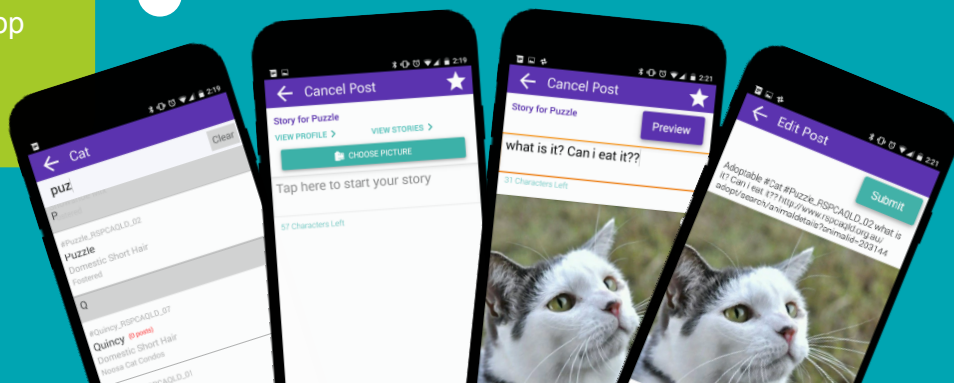 pp
2:19
Cat
puz
Clear
P
#Puzzle_RSPCAQLD_02
Puzzle
Domestic Short Hair
Fostered
Q
#Quincy_RSPCAQLD_07
Quincy (0 posts)
Domestic Short Hair
Noosa Cat Condos
2:19
Cancel Post
Story for Puzzle
VIEW PROFILE
VIEW STORIES
CHOOSE PICTURE
Tap here to start your story
57 Characters Left
2:21
Cancel Post
Story for Puzzle
Preview
what is it? Can i eat it??
31 Characters Left
2:21
Edit Post
Adoptable #Cat #Puzzle_RSPCAQLD_02 what is
it? Can i eat it?? http://www.rspcaqld.org.au/
adopt/search/animaldetails?animalid=203144
Submit